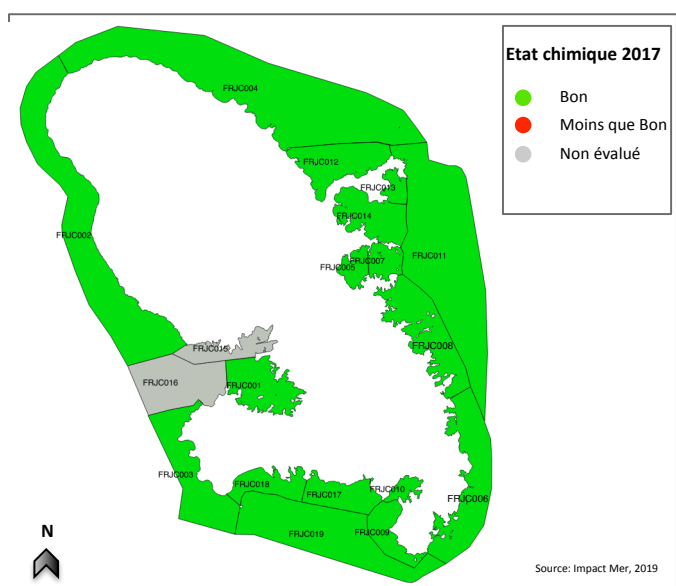 Etat chimique 2017
Bon
Moins que Bon
Non évalué
FRJC004
FRJC012
FRJC013
FRJC014
FRJC002
FRJC011
FRJC005
FRJC007
FRJC008
FRJC015
FRJC016
FRJC001
FRJC003
FRJC018
FRJC017
FRJC010
FRJC006
FRJC019
FRJC009
N
Source: Impact Mer, 2019